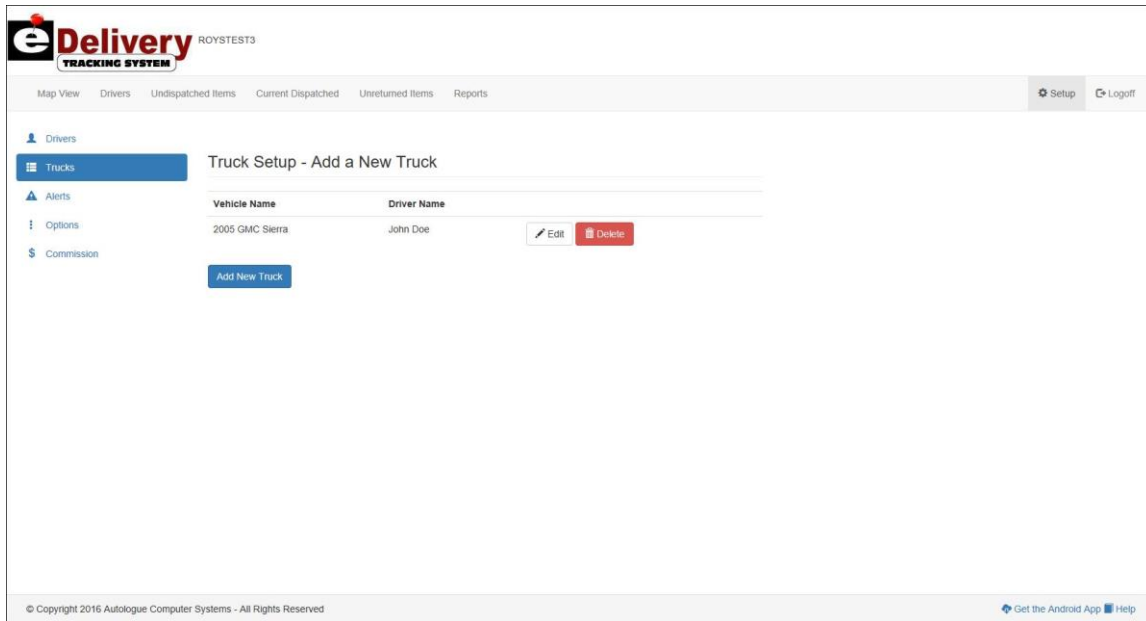 e Delivery ROYSTEST3
TRACKING SYSTEM
Map View Drivers Undispatched Items Current Dispatched Unreturned Items Reports Setup Logoff
Drivers
Trucks
Alerts
Options
$ Commission
Truck Setup - Add a New Truck
Vehicle Name Driver Name
2005 GMC Sierra John Doe Edit Delete
Add New Truck
© Copyright 2016 Autologue Computer Systems - All Rights Reserved Get the Android App Help